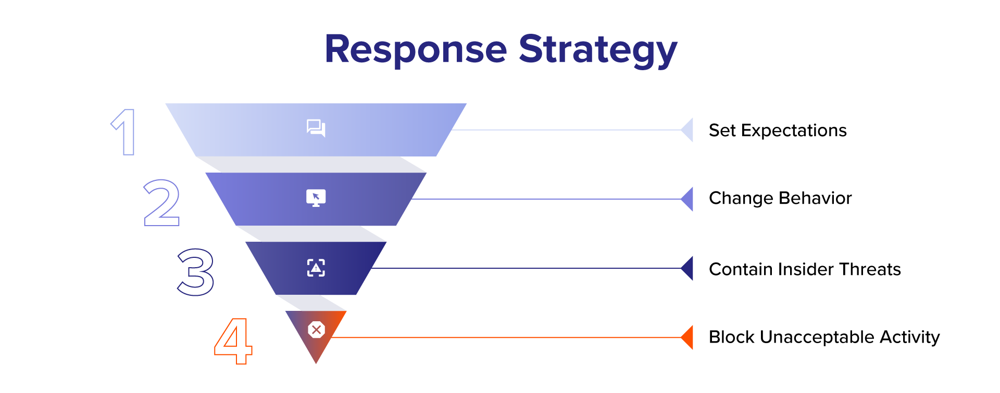 Response Strategy
1
Set Expectations
2
Change Behavior
3
Contain Insider Threats
4
Block Unacceptable Activity